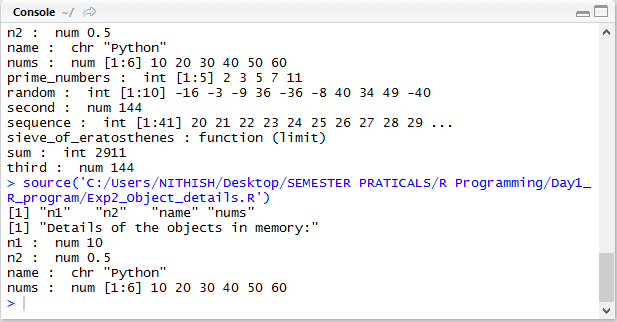 Console ~/
n2 :  num 0.5
name :  chr "Python"
nums :  num [1:6] 10 20 30 40 50 60
prime_numbers :  int [1:5] 2 3 5 7 11
random :  int [1:10] -16 -3 -9 36 -36 -8 40 34 49 -40
second :  num 144
sequence :  int [1:41] 20 21 22 23 24 25 26 27 28 29 ...
sieve_of_eratosthenes : function (limit)
sum :  int 2911
third :  num 144
> source('C:/Users/NITHISH/Desktop/SEMESTER PRATICALS/R Programming/Day1_
R_program/Exp2_Object_details.R')
[1] "n1"   "n2"   "name" "nums"
[1] "Details of the objects in memory:"
n1 :  num 10
n2 :  num 0.5
name :  chr "Python"
nums :  num [1:6] 10 20 30 40 50 60
>